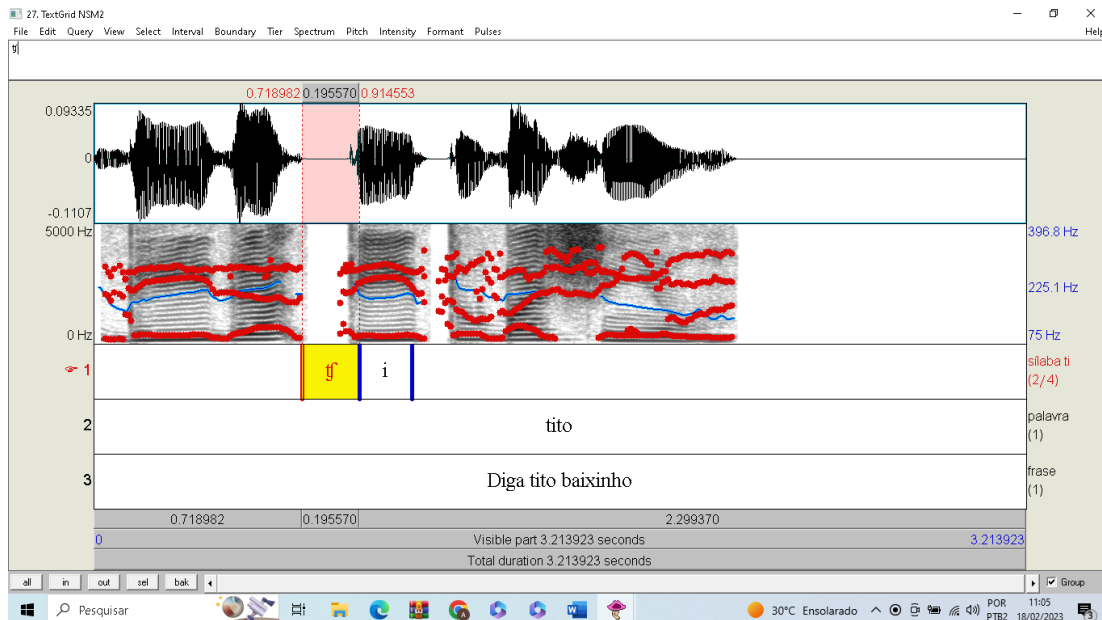 27. TextGrid NSM2
File Edit Query View Select Interval Boundary Tier Spectrum Pitch Intensity Formant Pulses Help
tʃ
0.718982 0.195570 0.914553
0.09335
0
-0.1107
5000 Hz 396.8 Hz
225.1 Hz
0 Hz 75 Hz
1 tʃ i sílaba ti
(2/4)
2 tito palavra
(1)
3 Diga tito baixinho frase
(1)
0.718982 0.195570 2.299370
0 Visible part 3.213923 seconds 3.213923
Total duration 3.213923 seconds
all in out sel bak Group
Pesquisar 30°C Ensolarado POR 11:05
PTB2 18/02/2023 3